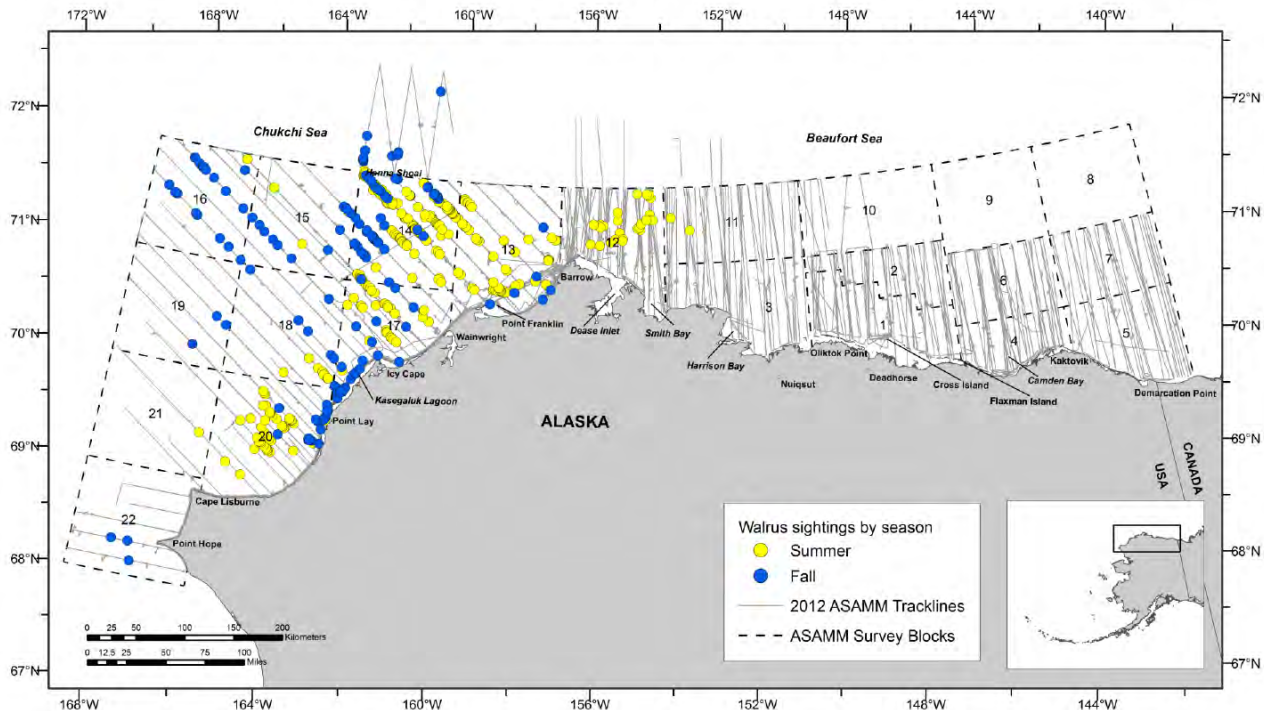 172°W 168°W 164°W 160°W 156°W 152°W 148°W 144°W 140°W
72°N 72°N
Chukchi Sea Beaufort Sea
Hanna Shoal
8
9
16
71°N 71°N
15 14 11 10
13 12
7
2 6
Barrow
19 18 3
17 Point Franklin
Dease Inlet Smith Bay
70°N 70°N
1
5
Wainwright
Harrison Bay
Oliktok Point
4 Kaktovik
Icy Cape
Nuiqsut Deadhorse Cross Island Camden Bay
Flaxman Island Demarcation Point
Kasegaluk Lagoon
21
Point Lay
ALASKA
20
69°N 69°N
CANADA
USA
Cape Lisburne
22
Point Hope
68°N 68°N
Walrus sightings by season
Summer
Fall
2012 ASAMM Tracklines
ASAMM Survey Blocks
0 25 50 100 150 200
Kilometers
0 12.5 25 50 75 100
Miles
67°N 67°N
168°W 164°W 160°W 156°W 152°W 148°W 144°W